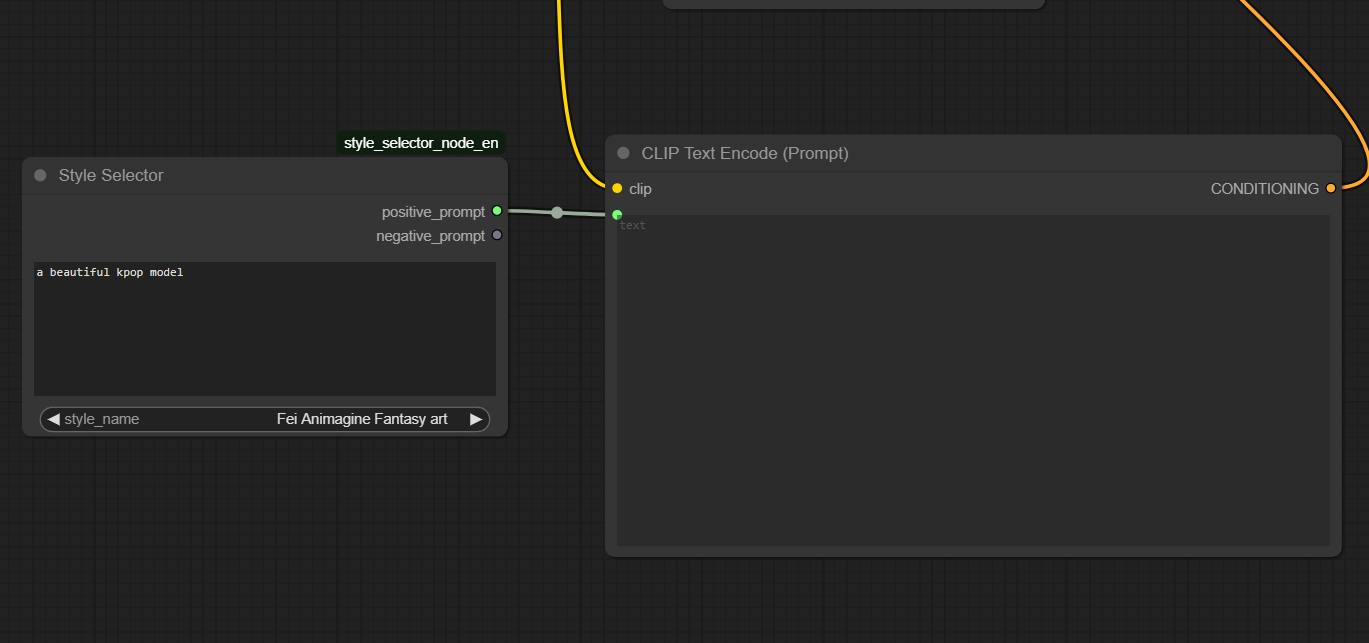 style_selector_node_en
Style Selector
positive_prompt
negative_prompt
a beautiful kpop model
style_name Fei Animagine Fantasy art
CLIP Text Encode (Prompt)
clip CONDITIONING
text